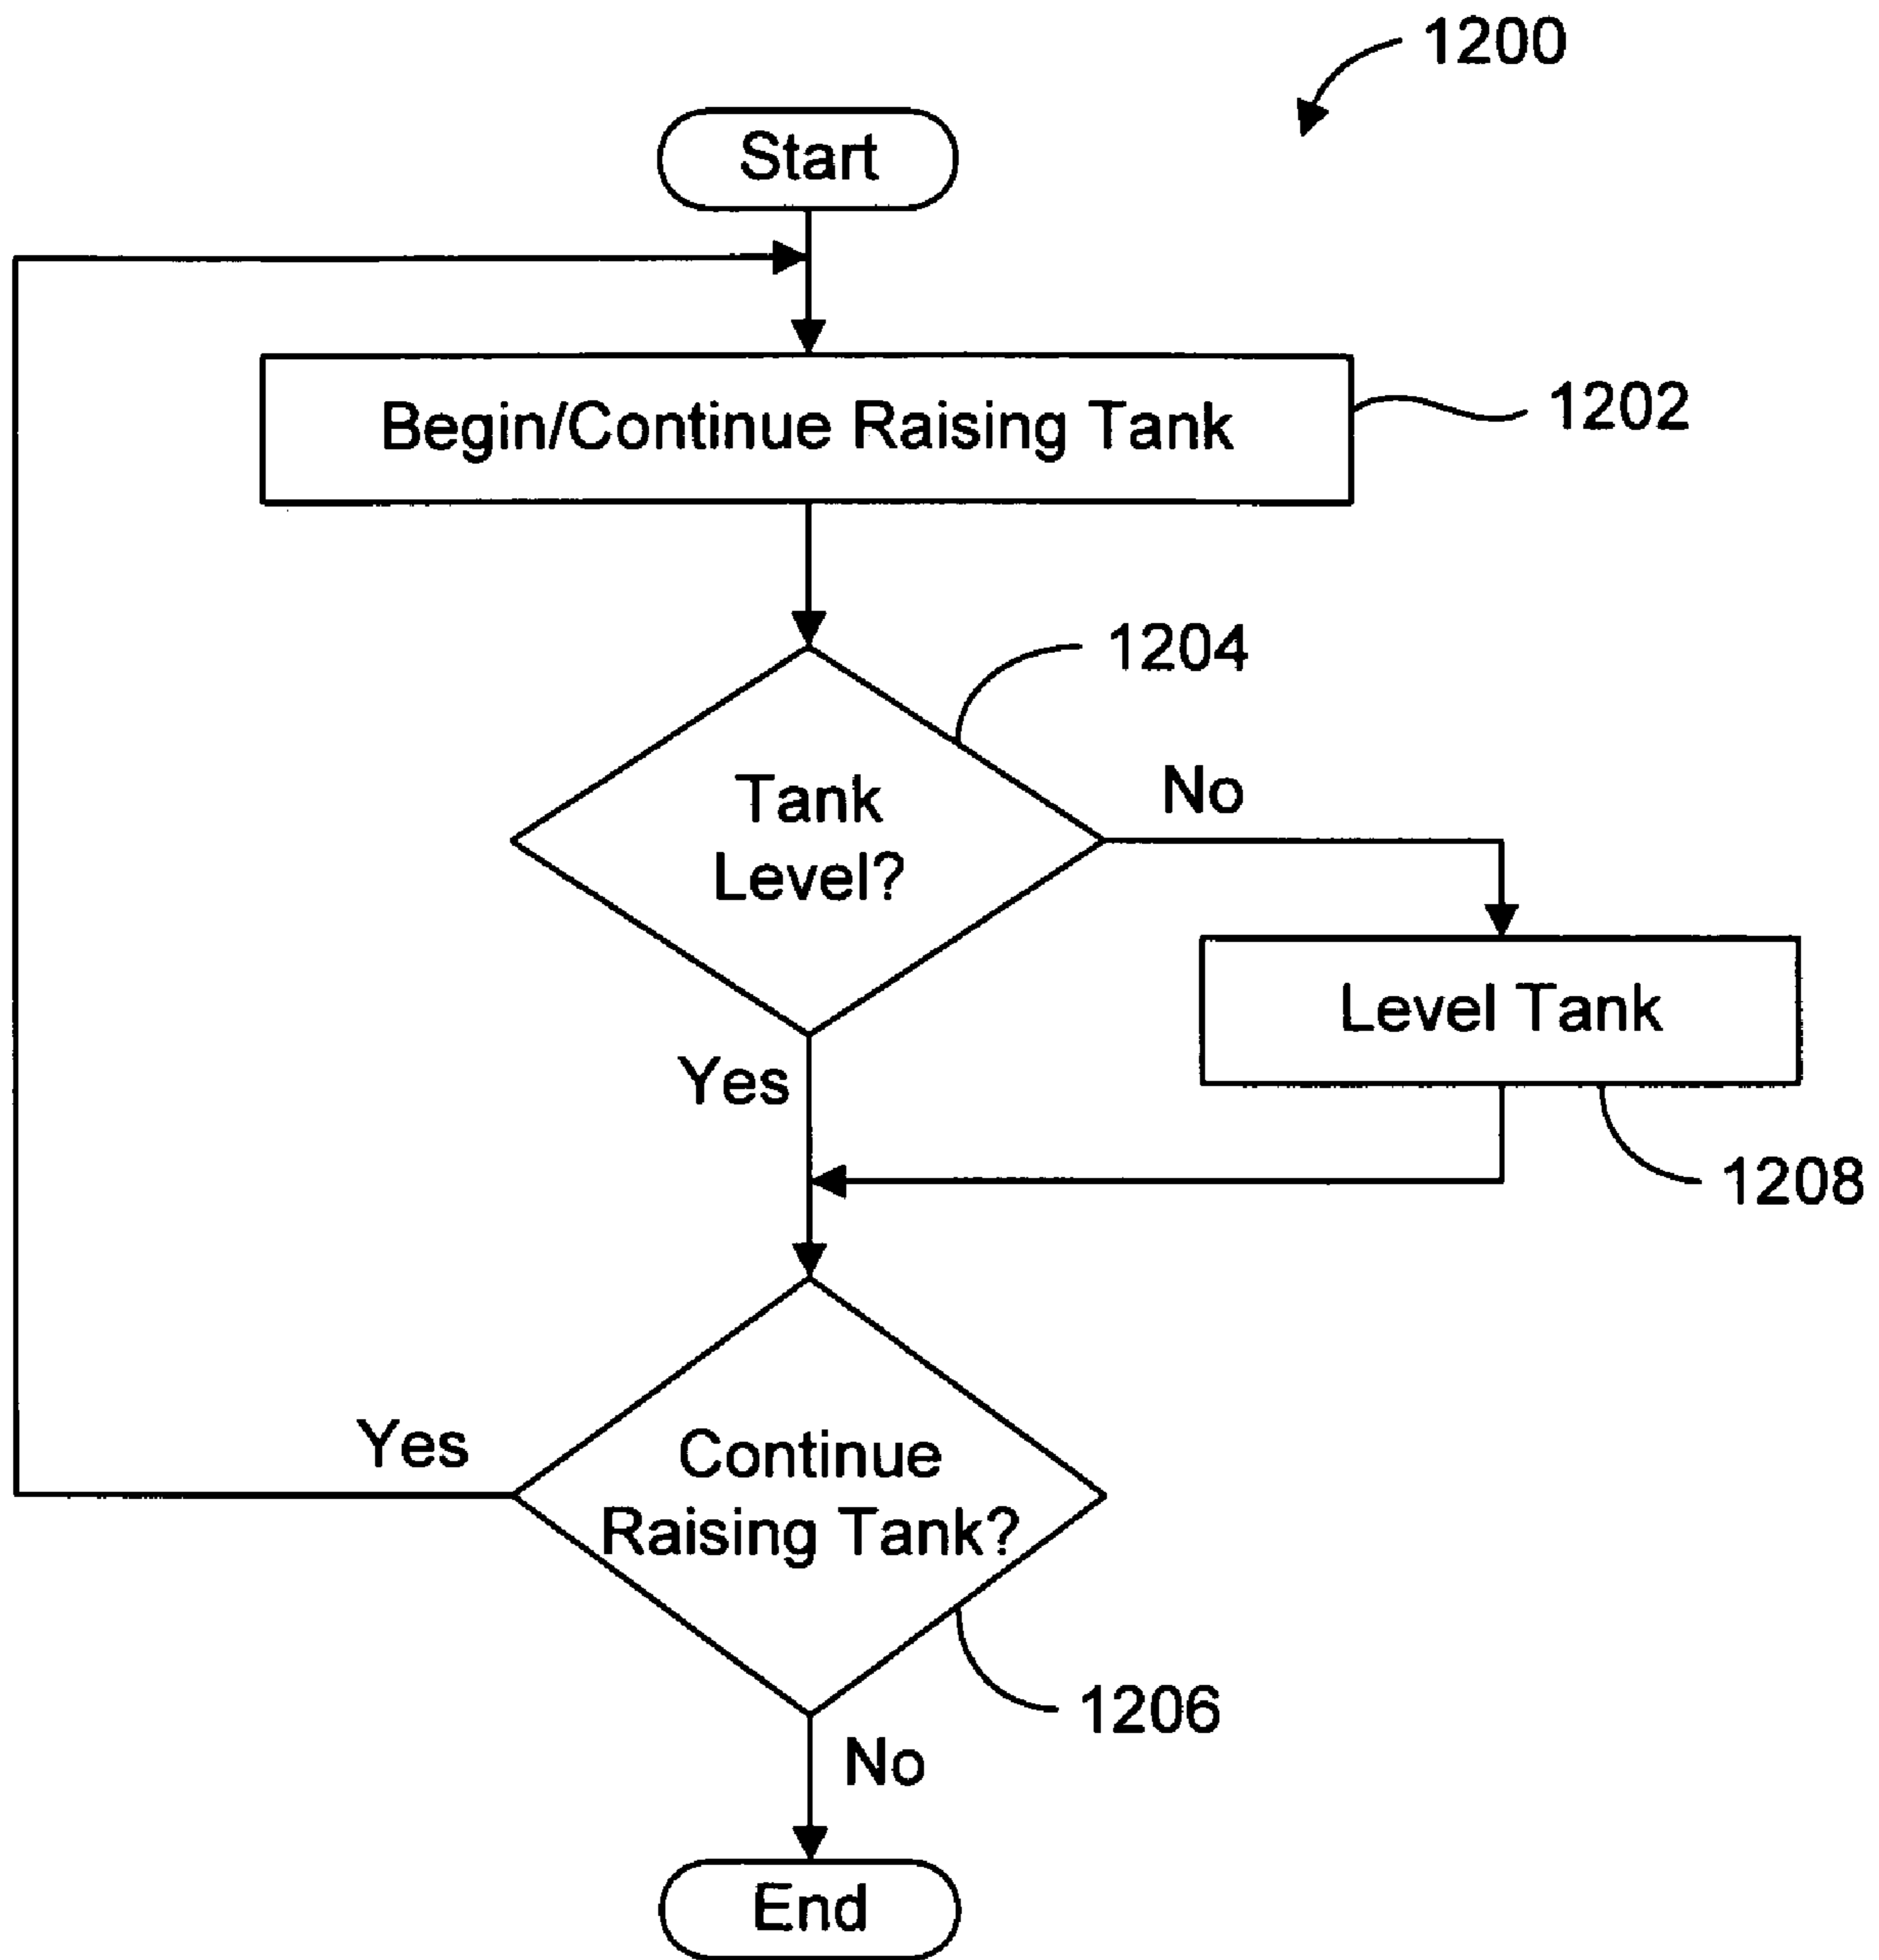 1200
Start
Begin/Continue Raising Tank
1202
1204
Tank
Level?
No
Level Tank
Yes
1208
Yes
Continue
Raising Tank?
1206
No
End